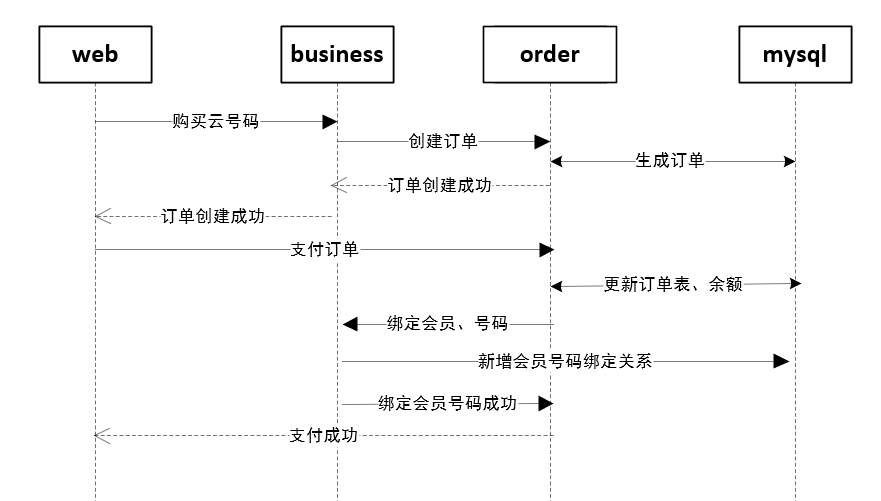 web
business
order
mysql
购买云号码
创建订单
生成订单
订单创建成功
订单创建成功
支付订单
更新订单表、余额
绑定会员、号码
新增会员号码绑定关系
绑定会员号码成功
支付成功